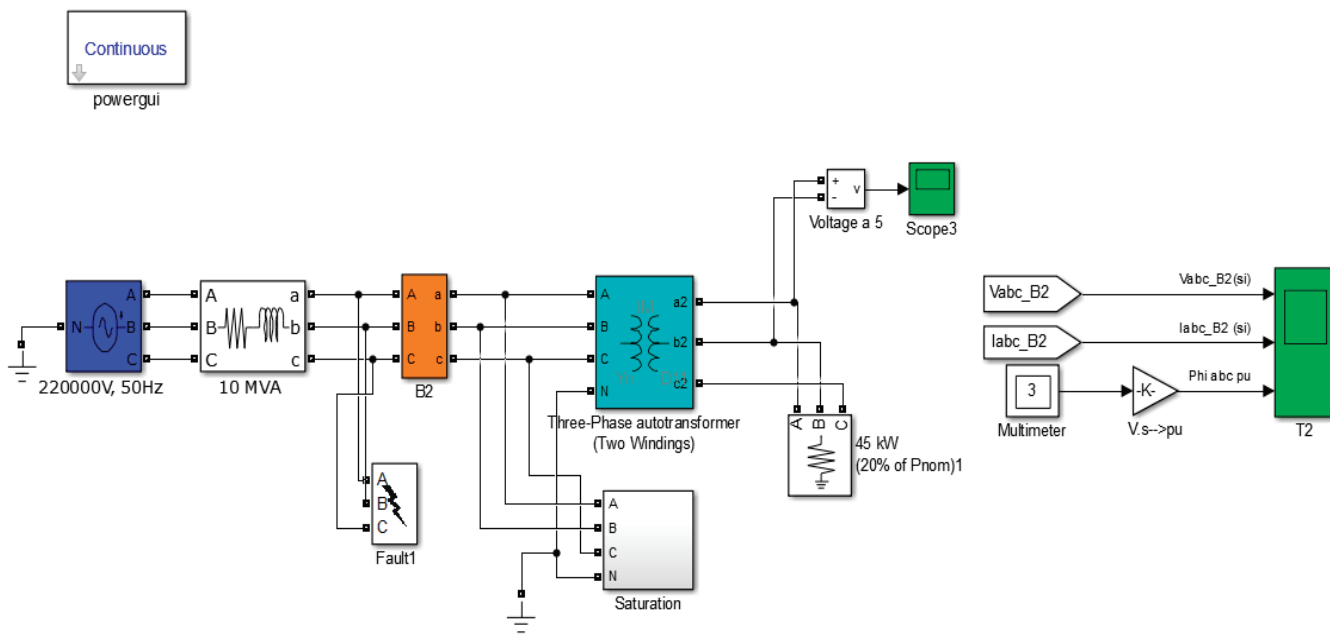 Continuous
powergui
+
-
v
Voltage a 5
Scope3
N
A
B
C
220000V, 50Hz
A
B
C
a
b
c
10 MVA
A
B
C
a
b
c
B2
A
B
C
N
a2
b2
c2
Three-Phase autotransformer
(Two Windings)
A
B
C
45 kW
(20% of Pnom)1
A
B
C
Fault1
A
B
C
N
Saturation
Vabc_B2
Vabc_B2(si)
Iabc_B2
Iabc_B2 (si)
3
Multimeter
-K-
V.s-->pu
Phi abc pu
T2